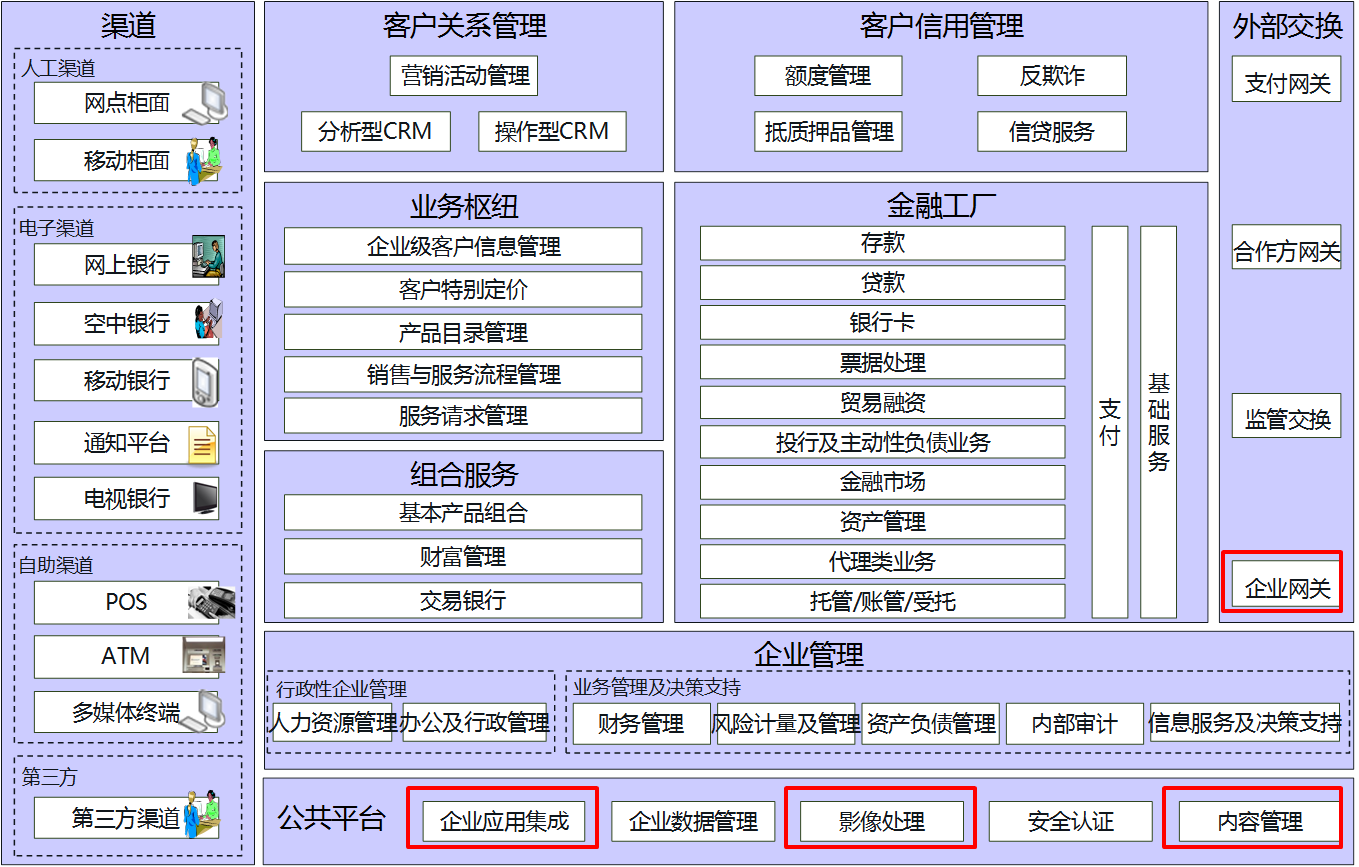 渠道
人工渠道
网点柜面
移动柜面
电子渠道
网上银行
空中银行
移动银行
通知平台
电视银行
自助渠道
POS
ATM
多媒体终端
第三方
第三方渠道
客户关系管理
营销活动管理
分析型CRM
操作型CRM
客户信用管理
额度管理
反欺诈
抵质押品管理
信贷服务
外部交换
支付网关
合作方网关
监管交换
企业网关
业务枢纽
企业级客户信息管理
客户特别定价
产品目录管理
销售与服务流程管理
服务请求管理
组合服务
基本产品组合
财富管理
交易银行
金融工厂
存款
贷款
银行卡
票据处理
贸易融资
投行及主动性负债业务
金融市场
资产管理
代理类业务
托管/账管/受托
支付
基础服务
企业管理
行政性企业管理
人力资源管理
办公及行政管理
业务管理及决策支持
财务管理
风险计量及管理
资产负债管理
内部审计
信息服务及决策支持
公共平台
企业应用集成
企业数据管理
影像处理
安全认证
内容管理